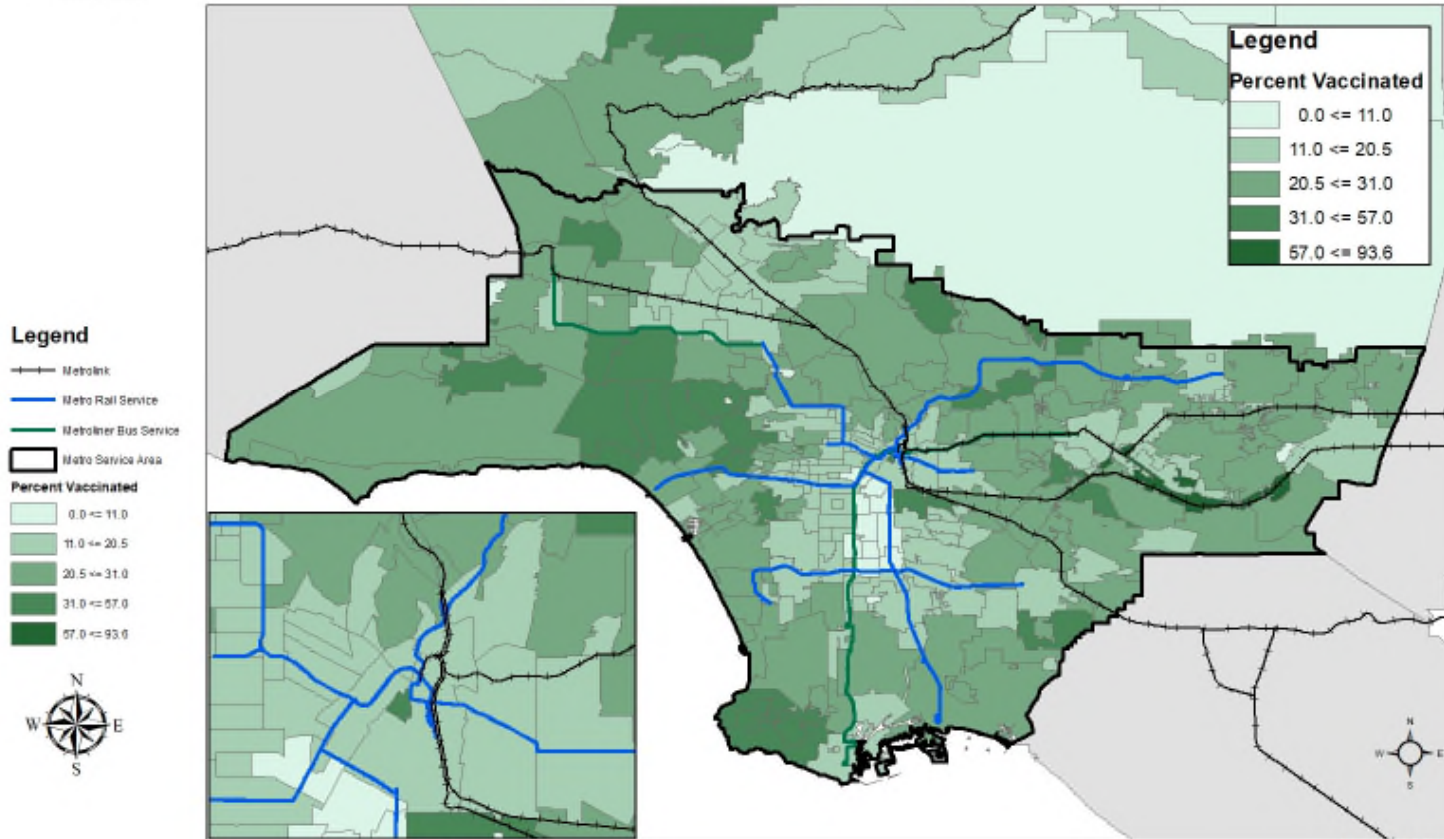 Legend
Metrolink
Metro Rail Service
Metroliner Bus Service
Metro Service Area
Percent Vaccinated
0.0 <= 11.0
11.0 <= 20.5
20.5 <= 31.0
31.0 <= 57.0
57.0 <= 93.6
N
W E
S
Legend
Percent Vaccinated
0.0 <= 11.0
11.0 <= 20.5
20.5 <= 31.0
31.0 <= 57.0
57.0 <= 93.6
N
W E
S